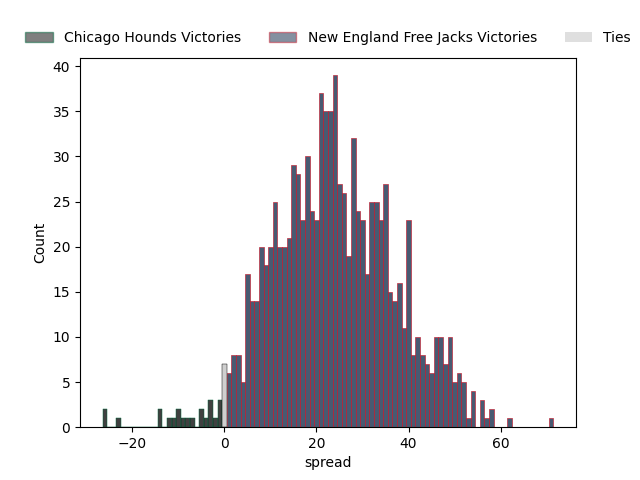 Chicago Hounds Victories New England Free Jacks Victories Ties
40
35
30
25
20
15
10
5
0
Count
−20 0 20 40 60
spread